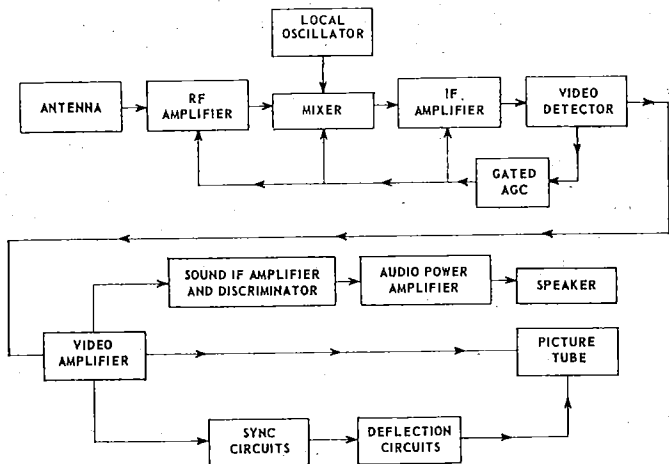 LOCAL
OSCILLATOR
ANTENNA
RF
AMPLIFIER
MIXER
IF
AMPLIFIER
VIDEO
DETECTOR
GATED
AGC
SOUND IF AMPLIFIER
AND DISCRIMINATOR
AUDIO POWER
AMPLIFIER
SPEAKER
VIDEO
AMPLIFIER
PICTURE
TUBE
SYNC
CIRCUITS
DEFLECTION
CIRCUITS